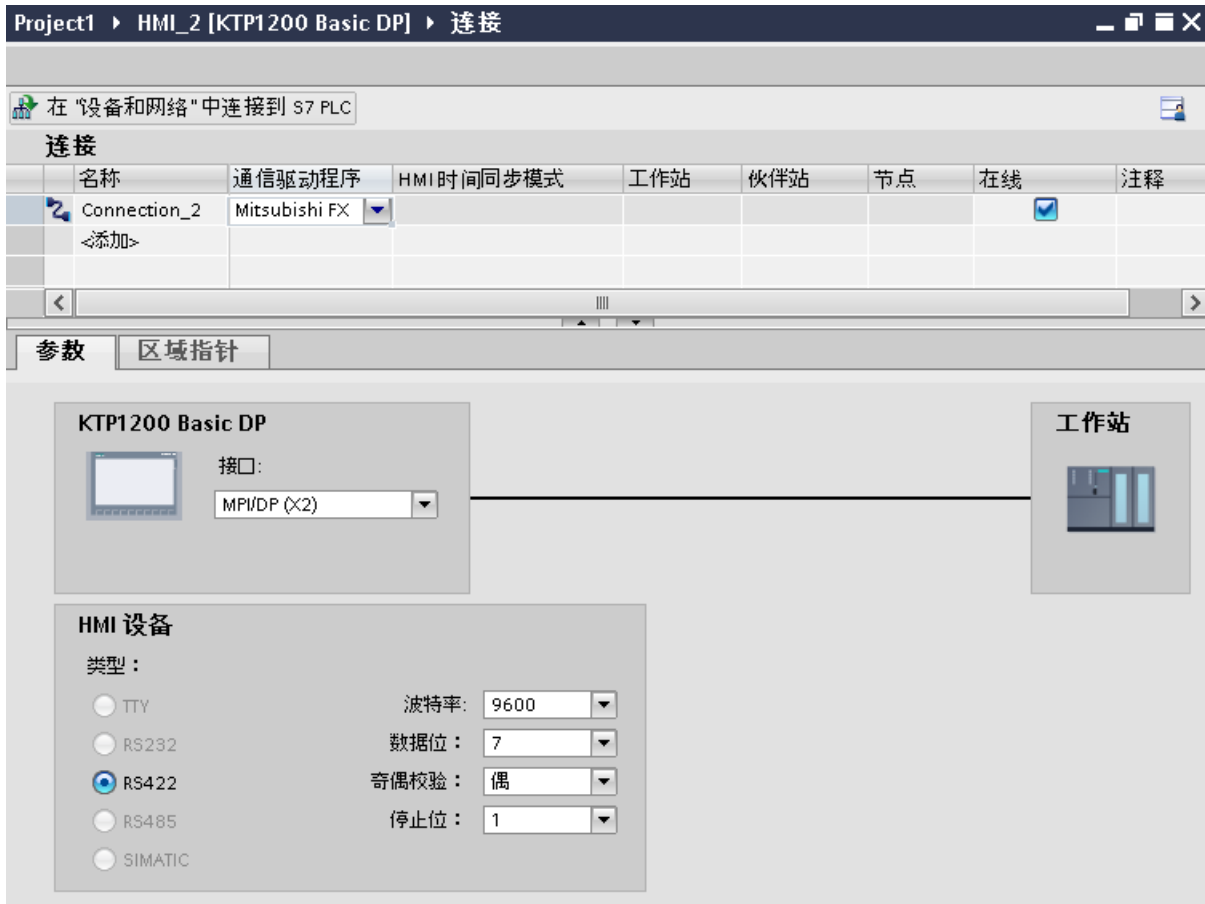 Project1 ▸ HMI_2 [KTP1200 Basic DP] ▸ 连接
在 "设备和网络" 中连接到 S7 PLC
连接
名称 通信驱动程序 HMI时间同步模式 工作站 伙伴站 节点 在线 注释
Connection_2 Mitsubishi FX
<添加>
参数 区域指针
KTP1200 Basic DP
工作站
接口:
MPI/DP (X2)
HMI 设备
类型：
TTY 波特率: 9600
RS232 数据位： 7
RS422 奇偶校验： 偶
RS485 停止位： 1
SIMATIC